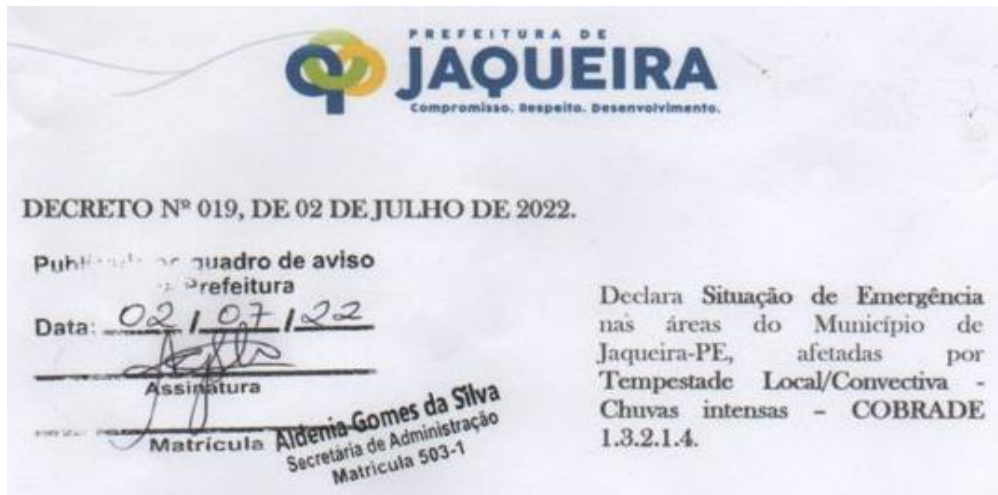 PREFEITURA DE
JAQUEIRA
Compromisso. Respeito. Desenvolvimento.
DECRETO Nº 019, DE 02 DE JULHO DE 2022.
quadro de aviso
Prefeitura
Data: 02 / 07 / 22
Assinatura
Matrícula
Aldenia Gomes da Silva
Secretária de Administração
Matrícula 503-1
Declara Situação de Emergência
nas áreas do Município de
Jaqueira-PE, afetadas por
Tempestade Local/Convectiva -
Chuvas intensas – COBRADE
1.3.2.1.4.